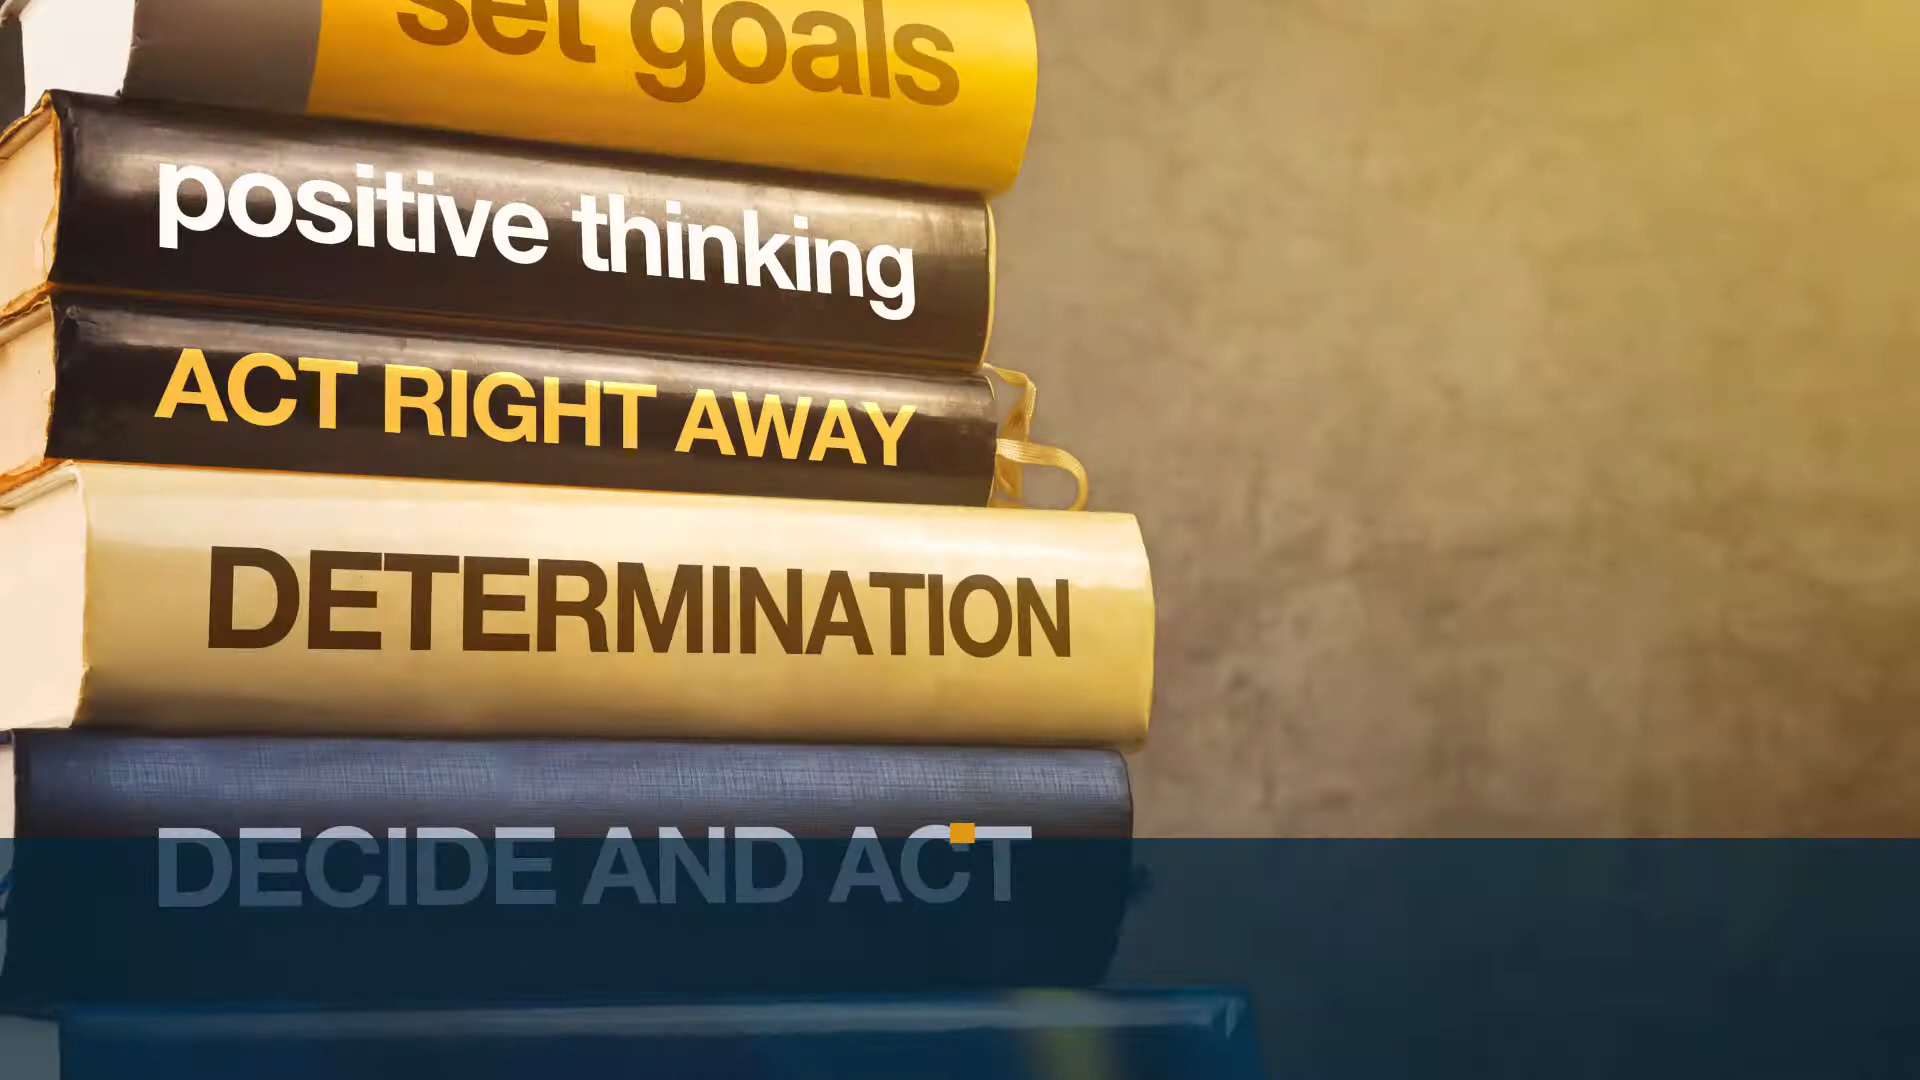 set goals
positive thinking
ACT RIGHT AWAY
DETERMINATION
DECIDE AND ACT